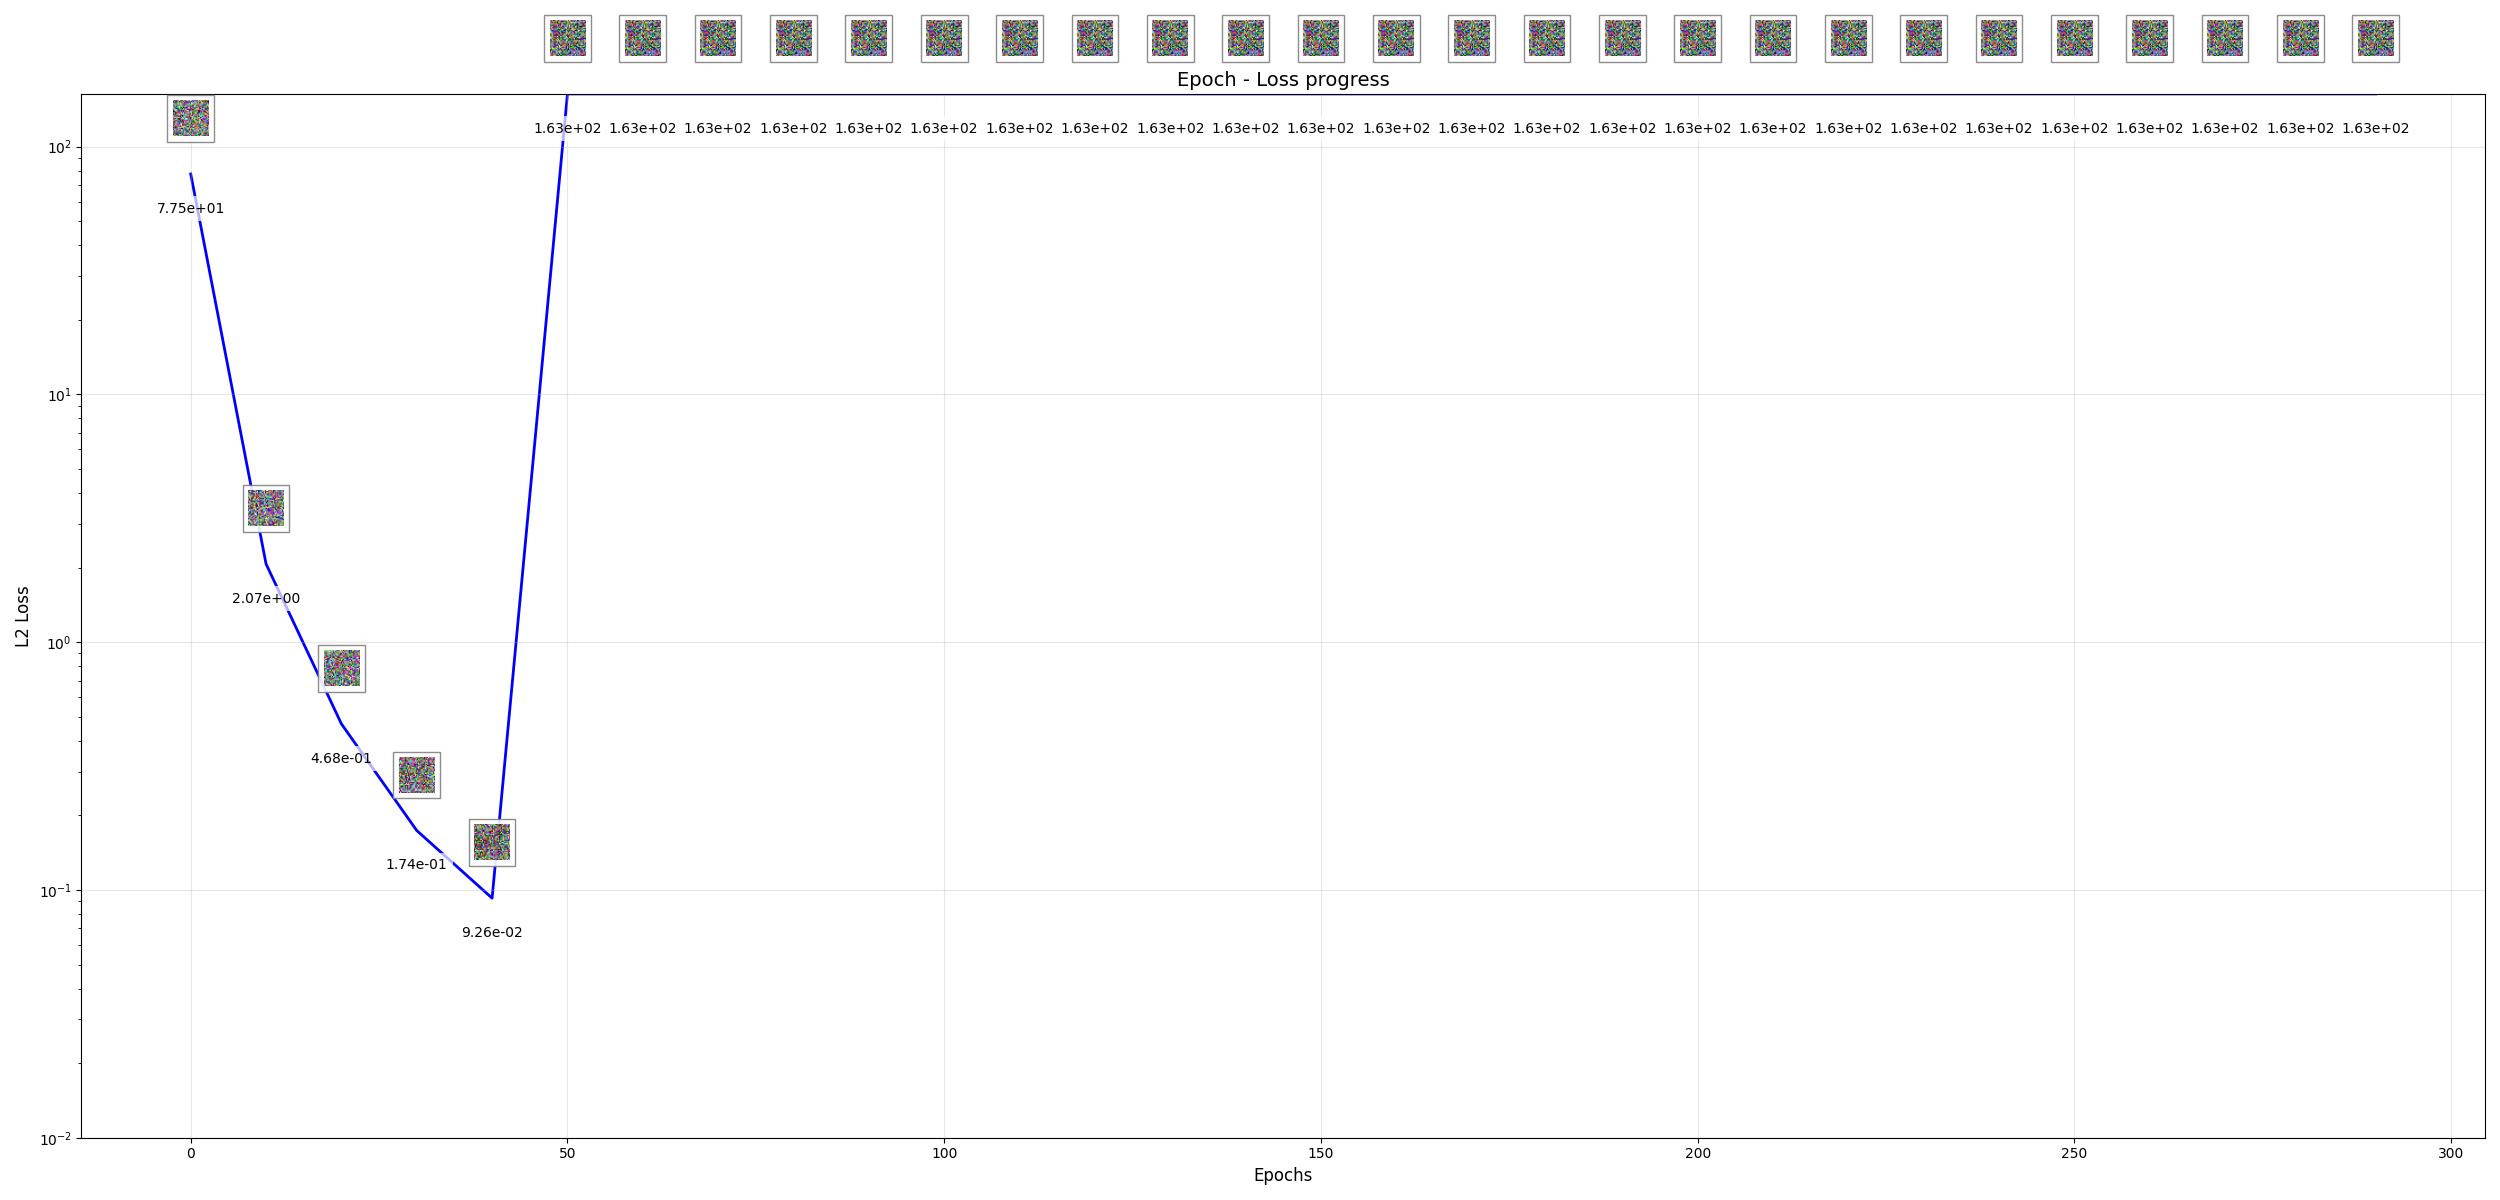 Epoch - Loss progress
1.63e+02 1.63e+02 1.63e+02 1.63e+02 1.63e+02 1.63e+02 1.63e+02 1.63e+02 1.63e+02 1.63e+02 1.63e+02 1.63e+02 1.63e+02 1.63e+02 1.63e+02 1.63e+02 1.63e+02 1.63e+02 1.63e+02 1.63e+02 1.63e+02 1.63e+02 1.63e+02 1.63e+02 1.63e+02
10²
7.75e+01
10¹
2.07e+00
L2 Loss
10⁰
4.68e-01
1.74e-01
10⁻¹
9.26e-02
10⁻²
0 50 100 150 200 250 300
Epochs